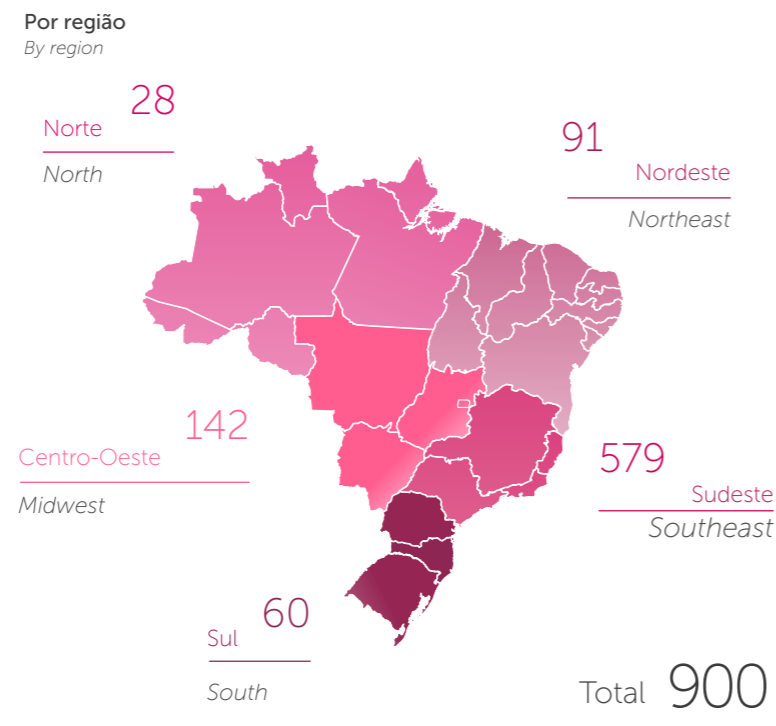 Por região
By region
28
Norte
North
91
Nordeste
Northeast
142
Centro-Oeste
Midwest
579
Sudeste
Southeast
60
Sul
South
Total 900